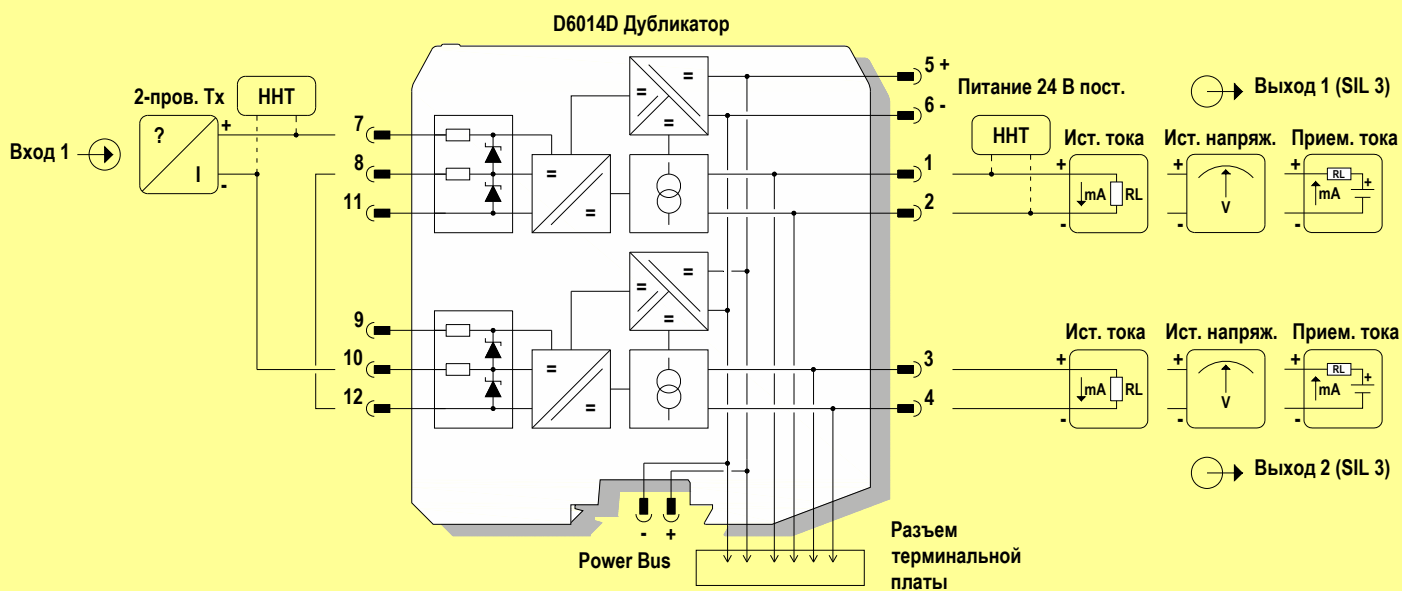 D6014D Дубликатор
2-пров. Tx
ННТ
Вход 1
?
I
+
-
7
8
11
9
10
12
=
=
=
=
=
=
=
=
=
=
5 +
6 -
1
2
3
4
Питание 24 В пост.
Выход 1 (SIL 3)
ННТ
Ист. тока
Ист. напряж.
Прием. тока
+
mA
RL
-
+
V
-
+
RL
mA
+
-
Ист. тока
Ист. напряж.
Прием. тока
+
mA
RL
-
+
V
-
+
RL
mA
+
-
Выход 2 (SIL 3)
-
+
Power Bus
Разъем
терминальной
платы